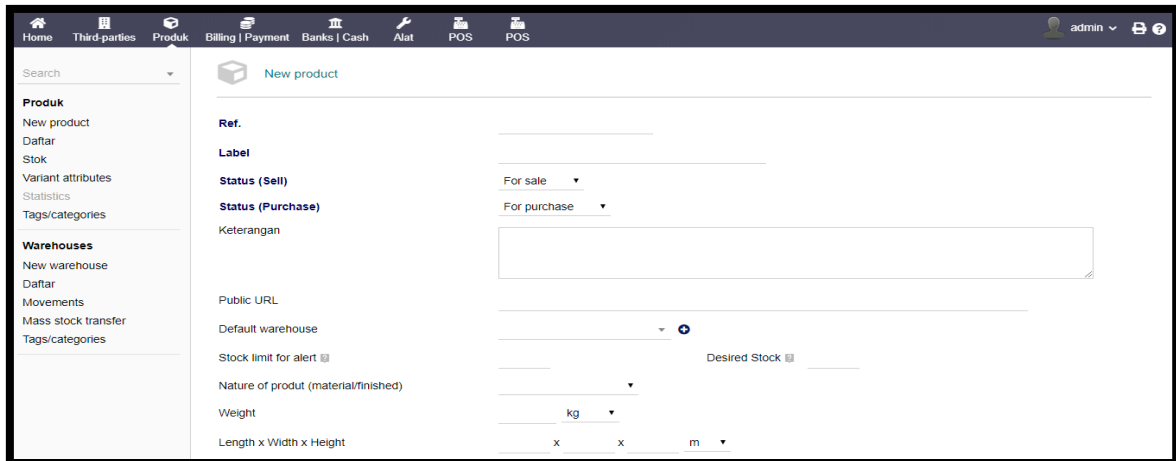 Home Third-parties Produk Billing | Payment Banks | Cash Alat POS POS admin
Search
New product
Produk
New product
Daftar
Stok
Variant attributes
Statistics
Tags/categories
Warehouses
New warehouse
Daftar
Movements
Mass stock transfer
Tags/categories
Ref.
Label
Status (Sell) For sale
Status (Purchase) For purchase
Keterangan
Public URL
Default warehouse
Stock limit for alert ? Desired Stock ?
Nature of produt (material/finished)
Weight kg
Length x Width x Height x x m